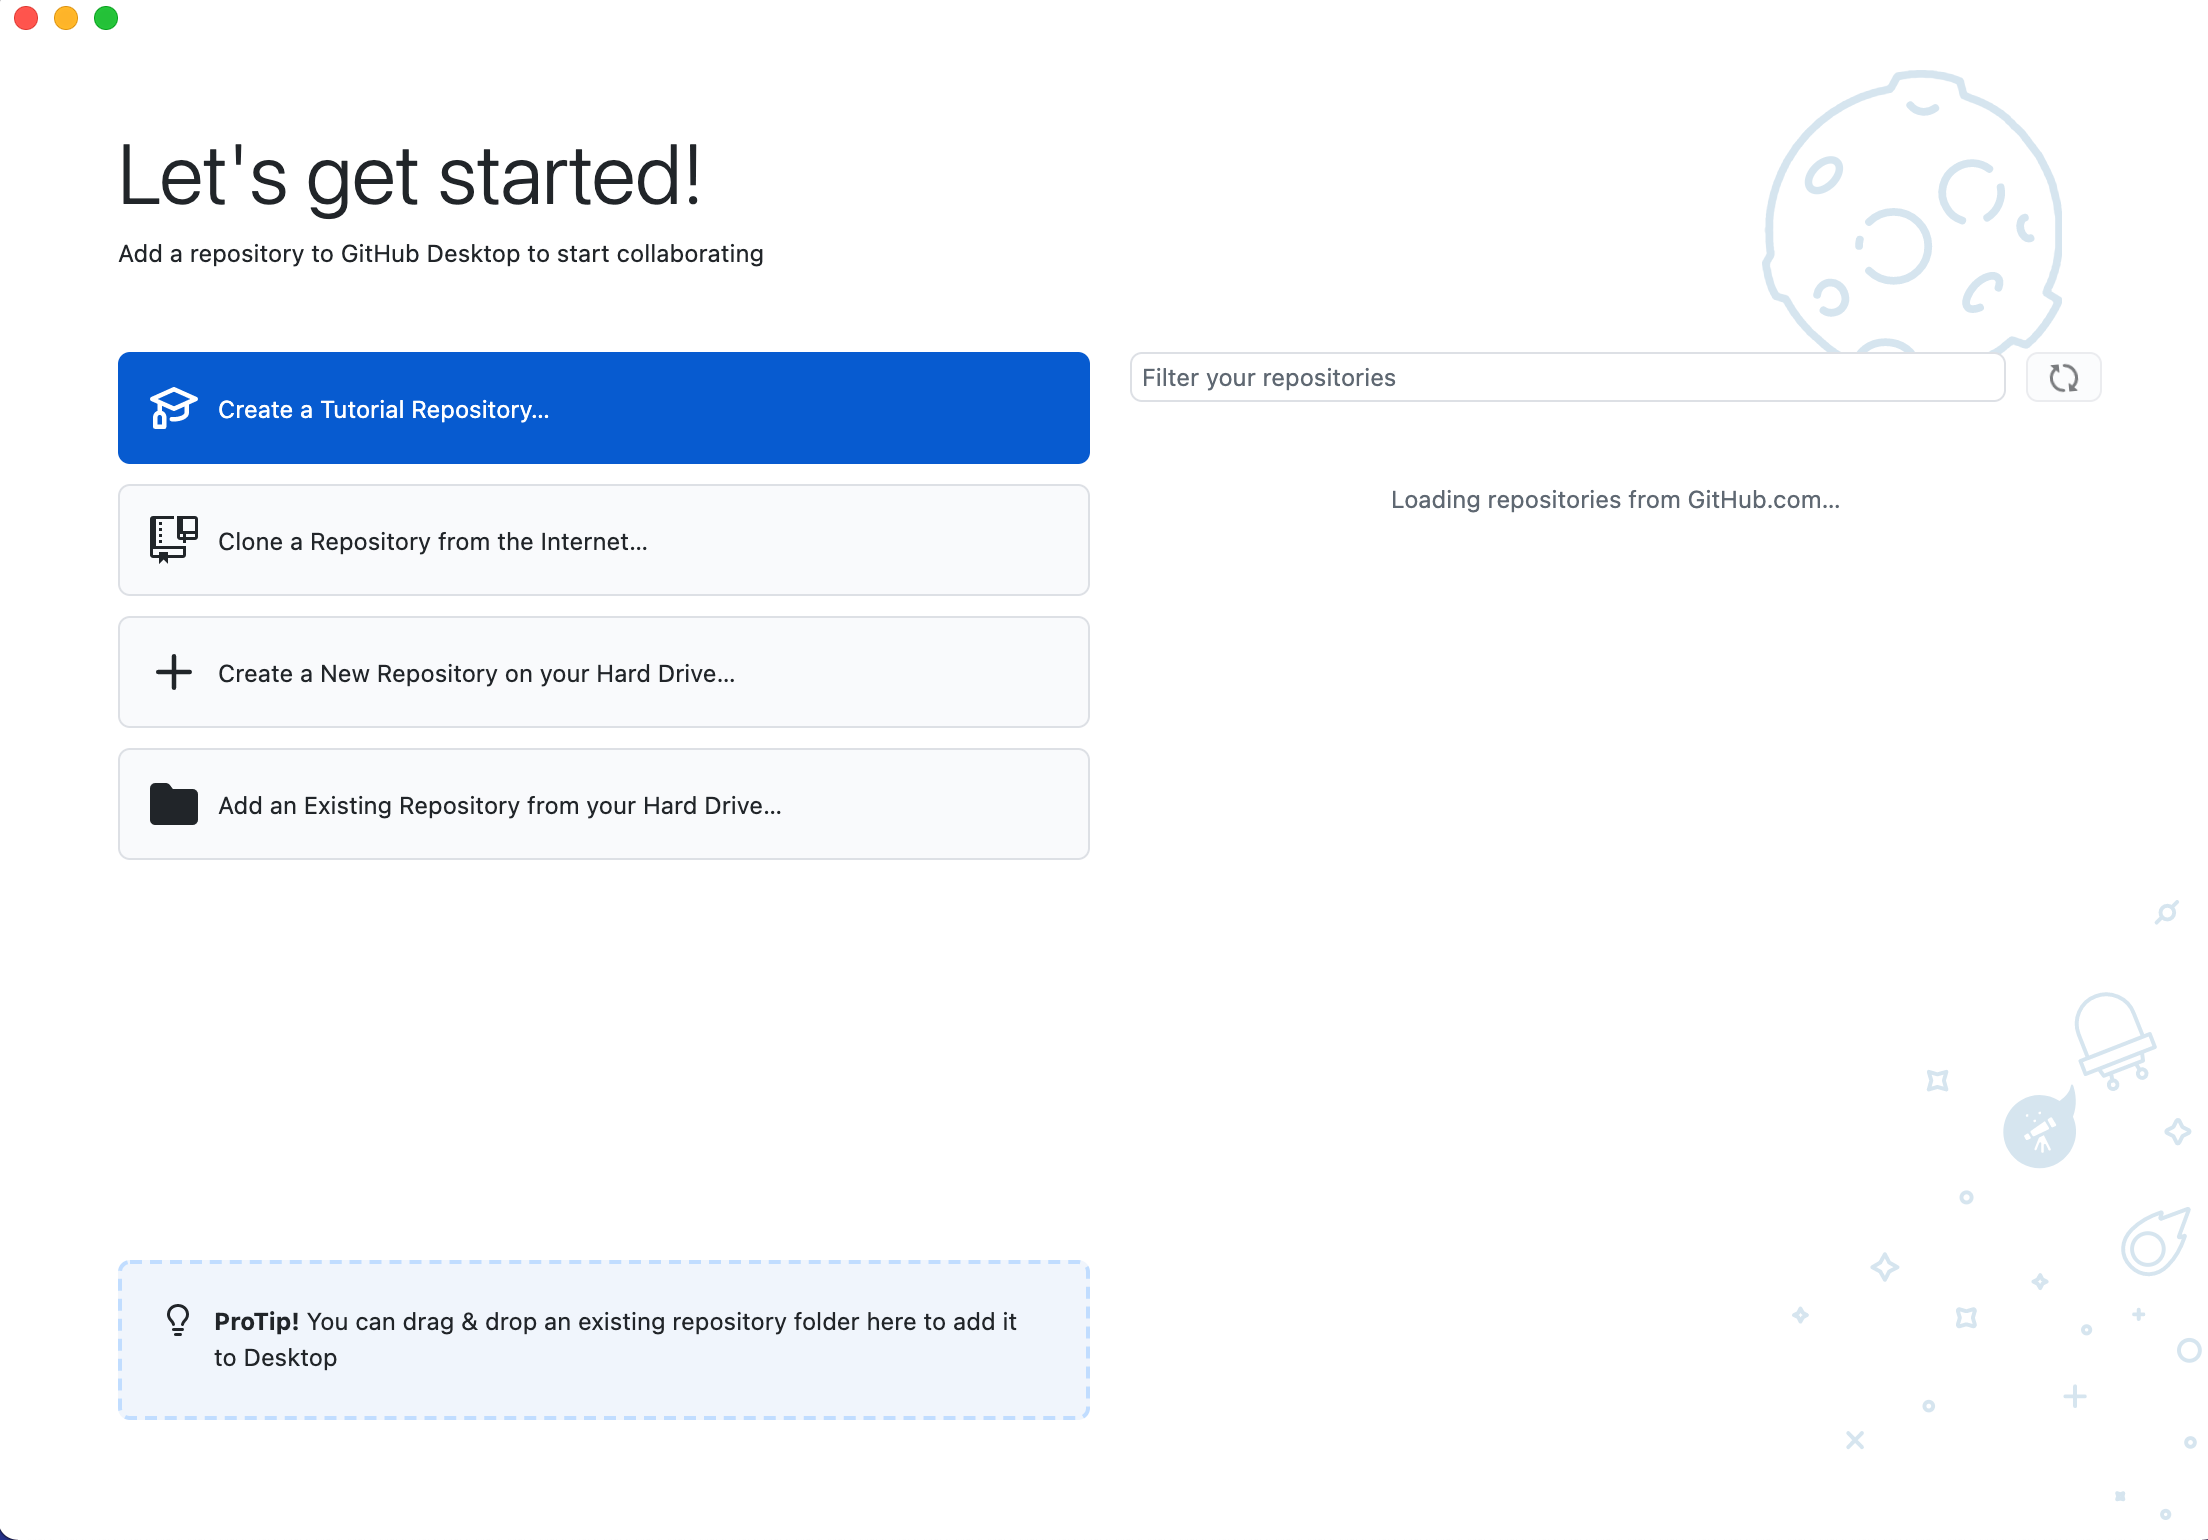 Let's get started!
Add a repository to GitHub Desktop to start collaborating
Create a Tutorial Repository...
Clone a Repository from the Internet...
Create a New Repository on your Hard Drive...
Add an Existing Repository from your Hard Drive...
Filter your repositories
Loading repositories from GitHub.com...
ProTip! You can drag & drop an existing repository folder here to add it
to Desktop